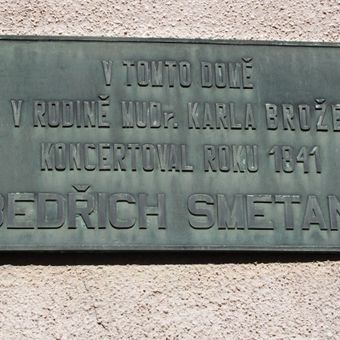 V TOMTO DOMĚ
V RODINĚ MUDr. KARLA BROŽE
KONCERTOVAL ROKU 1841
BEDŘICH SMETAN